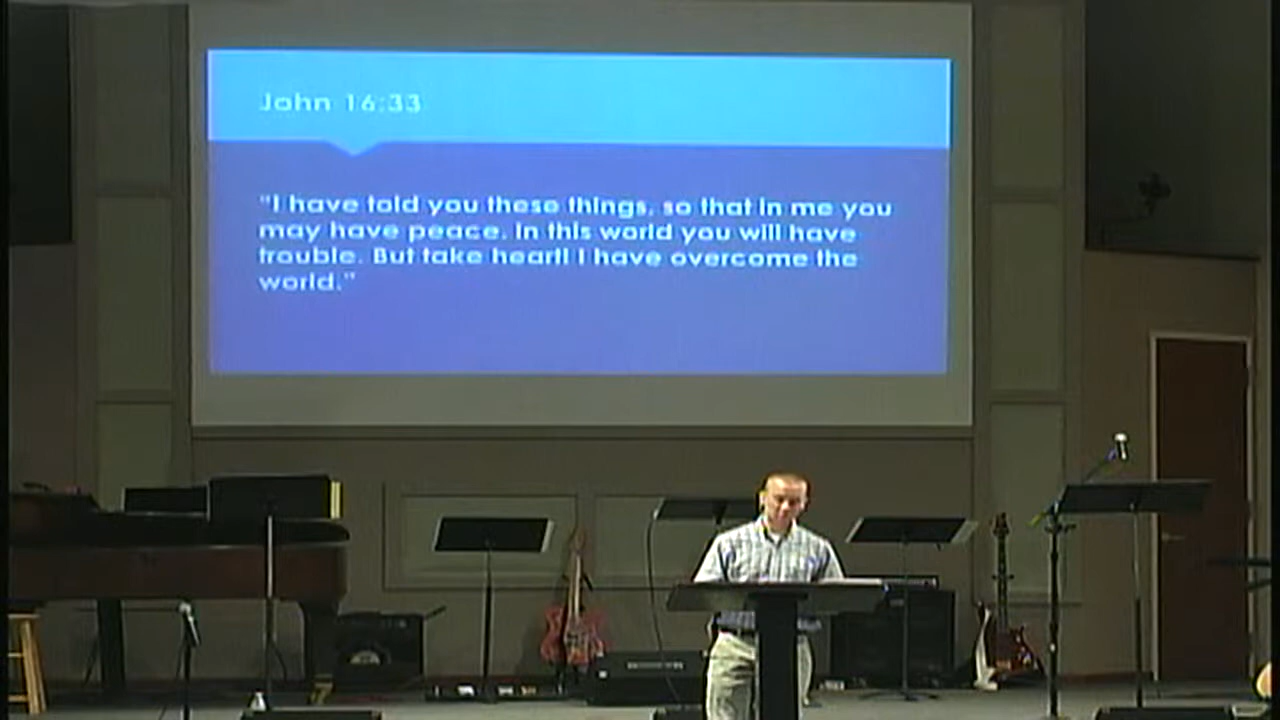 John 16:33
"I have told you these things, so that in me you
may have peace. In this world you will have
trouble. But take heart! I have overcome the
world."